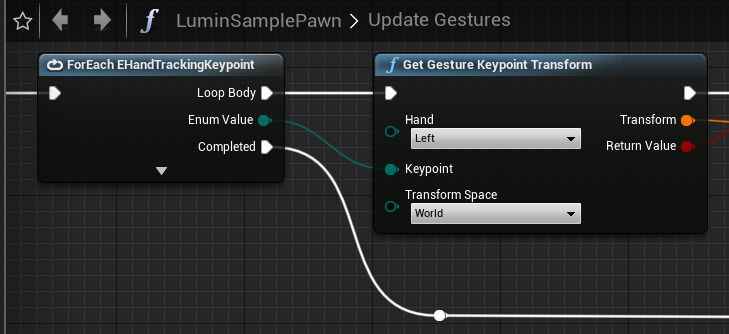 LuminSamplePawn > Update Gestures
ForEach EHandTrackingKeypoint
Loop Body
Enum Value
Completed
f Get Gesture Keypoint Transform
Hand
Left
Keypoint
Transform Space
World
Transform
Return Value